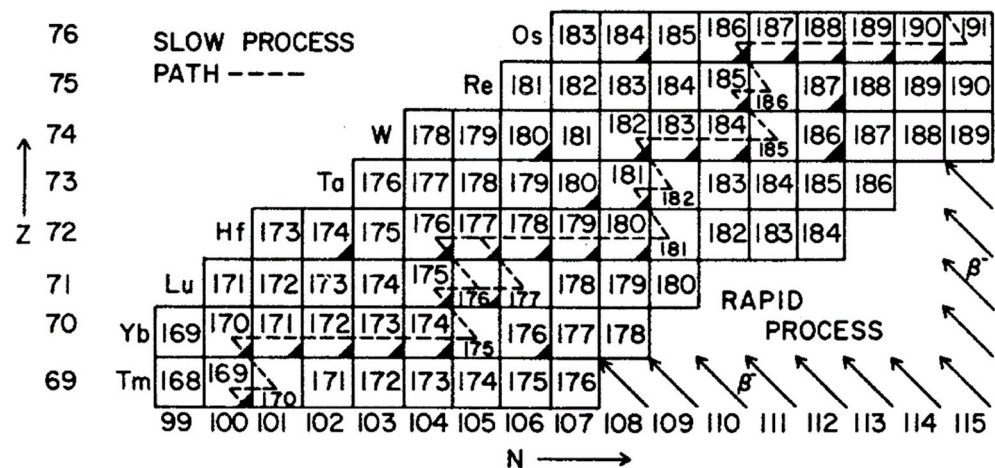 76 Os 183 184 185 186 187 188 189 190 191
SLOW PROCESS
PATH ----
75 Re 181 182 183 184 185 186 187 188 189 190
74 W 178 179 180 181 182 183 184 185 186 187 188 189
73 Ta 176 177 178 179 180 181 182 183 184 185 186
Z 72 Hf 173 174 175 176 177 178 179 180 181 182 183 184
β⁻
71 Lu 171 172 173 174 175 176 177 178 179 180
RAPID
PROCESS
70 Yb 169 170 171 172 173 174 175 176 177 178
69 Tm 168 169 170 171 172 173 174 175 176
β⁻
99 100 101 102 103 104 105 106 107 108 109 110 111 112 113 114 115
N